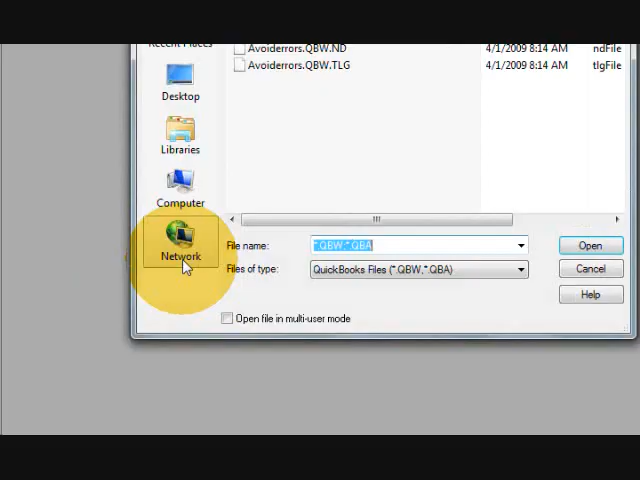 Recent Places
Avoiderrors.QBW.ND 4/1/2009 8:14 AM ndFile
Avoiderrors.QBW.TLG 4/1/2009 8:14 AM tlgFile
Desktop
Libraries
Computer
Network
File name: *.QBW;*.QBA Open
Files of type: QuickBooks Files (*.QBW,*.QBA) Cancel
Help
Open file in multi-user mode